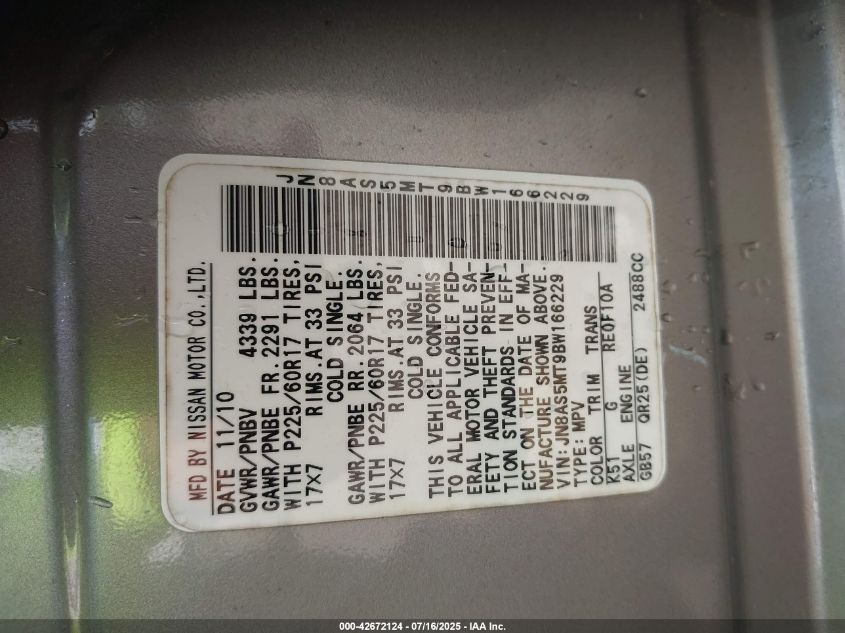 JN8AS5MT9BW166229
MFD BY NISSAN MOTOR CO.,LTD.
DATE 11/10
GVWR/PNBV 4339 LBS.
GAWR/PNBE FR. 2291 LBS.
WITH P225/60R17 TIRES,
17X7 RIMS.AT 33 PSI
COLD SINGLE.
GAWR/PNBE RR. 2064 LBS.
WITH P225/60R17 TIRES,
17X7 RIMS.AT 33 PSI
COLD SINGLE.
THIS VEHICLE CONFORMS
TO ALL APPLICABLE FED-
ERAL MOTOR VEHICLE SA-
FETY AND THEFT PREVEN-
TION STANDARDS IN EFF-
ECT ON THE DATE OF MA-
NUFACTURE SHOWN ABOVE.
VIN: JN8AS5MT9BW166229
TYPE: MPV
COLOR TRIM TRANS
K51 G RE0F10A
AXLE ENGINE
GB57 QR25(DE) 2488CC
000-42672124 - 07/16/2025 - IAA Inc.